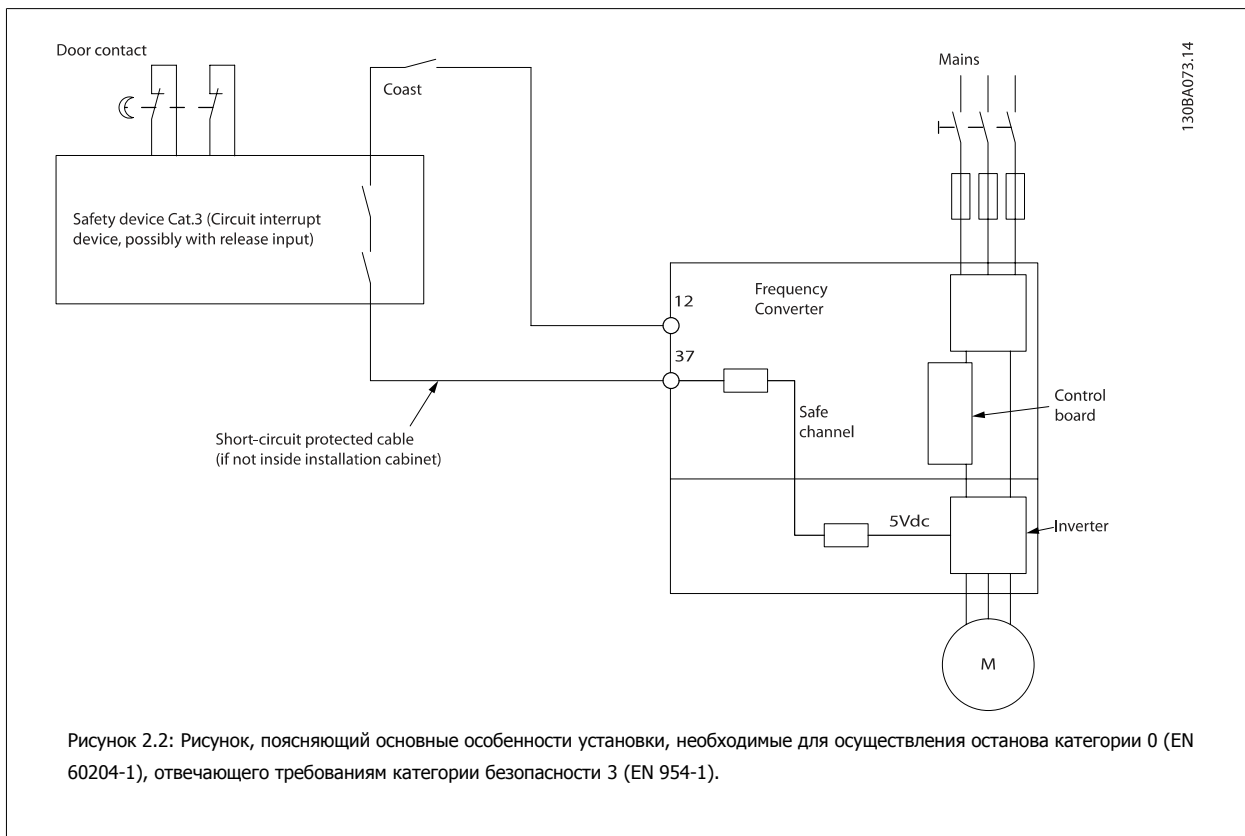 Door contact
Coast
Mains
130BA073.14
Safety device Cat.3 (Circuit interrupt
device, possibly with release input)
12
Frequency
Converter
37
Safe
channel
Control
board
Short-circuit protected cable
(if not inside installation cabinet)
5Vdc
Inverter
M
Рисунок 2.2: Рисунок, поясняющий основные особенности установки, необходимые для осуществления останова категории 0 (EN
60204-1), отвечающего требованиям категории безопасности 3 (EN 954-1).